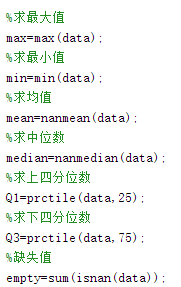 %求最大值
max=max(data);
%求最小值
min=min(data);
%求均值
mean=nanmean(data);
%求中位数
median=nanmedian(data);
%求上四分位数
Q1=prctile(data,25);
%求下四分位数
Q3=prctile(data,75);
%缺失值
empty=sum(isnan(data));